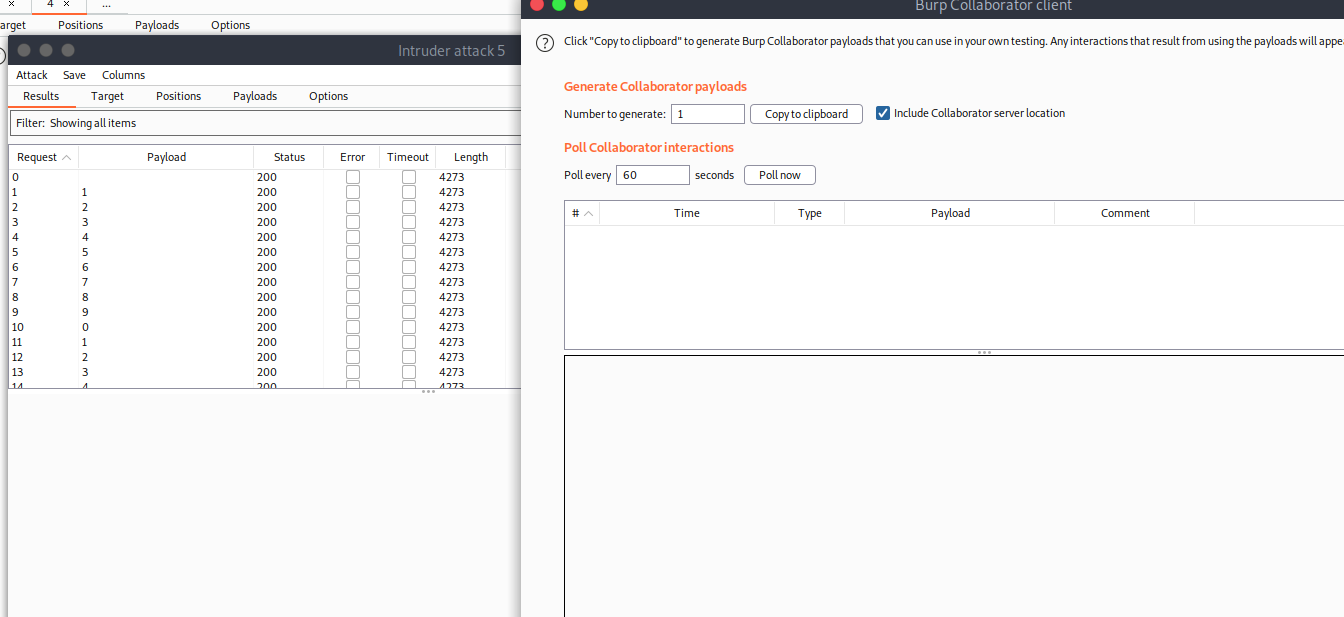 × 4 × ...
arget Positions Payloads Options
Intruder attack 5
Attack Save Columns
Results Target Positions Payloads Options
Filter: Showing all items
Request Payload Status Error Timeout Length
0 200 4273
1 1 200 4273
2 2 200 4273
3 3 200 4273
4 4 200 4273
5 5 200 4273
6 6 200 4273
7 7 200 4273
8 8 200 4273
9 9 200 4273
10 0 200 4273
11 1 200 4273
12 2 200 4273
13 3 200 4273
14 4 200 4273
Burp Collaborator client
? Click "Copy to clipboard" to generate Burp Collaborator payloads that you can use in your own testing. Any interactions that result from using the payloads will appe
Generate Collaborator payloads
Number to generate: 1 Copy to clipboard Include Collaborator server location
Poll Collaborator interactions
Poll every 60 seconds Poll now
# Time Type Payload Comment